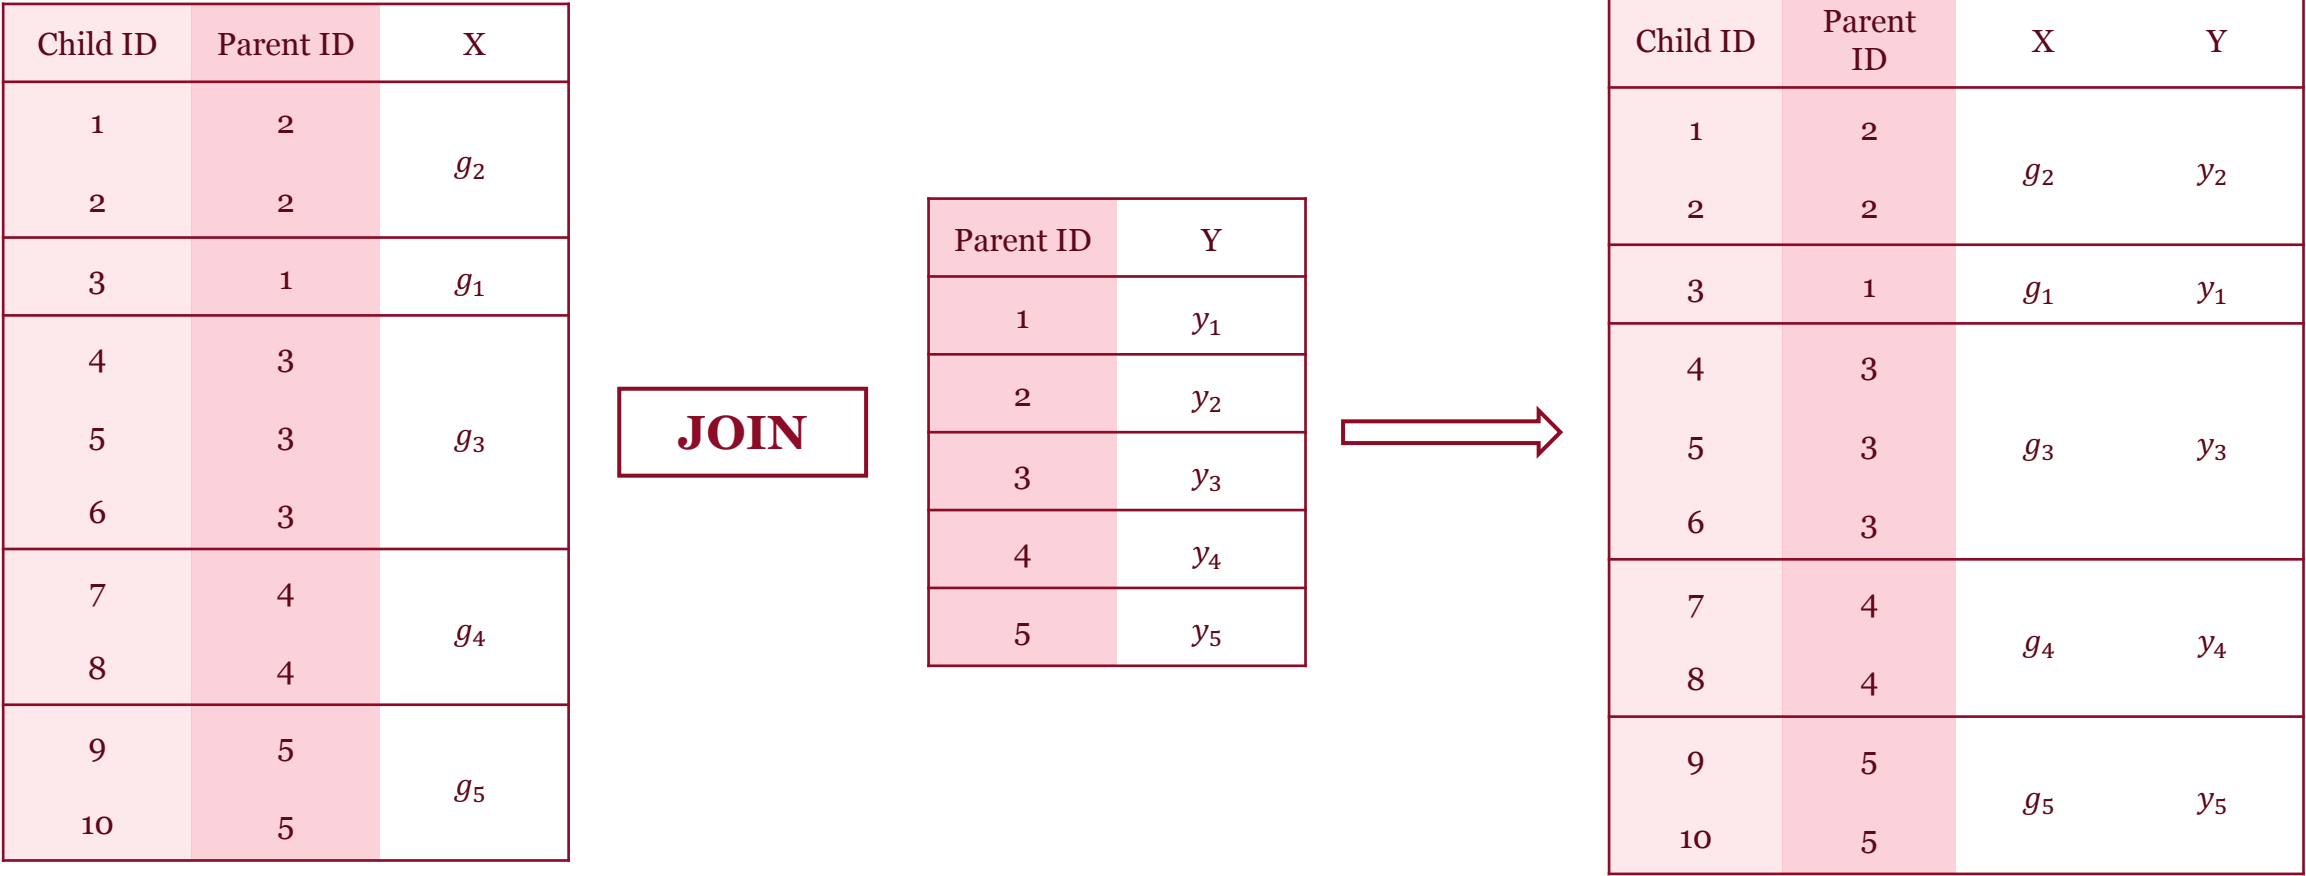 Child ID Parent ID X
1 2
g₂
2 2
3 1 g₁
4 3
5 3 g₃
6 3
7 4
g₄
8 4
9 5
g₅
10 5
JOIN
Parent ID Y
1 y₁
2 y₂
3 y₃
4 y₄
5 y₅
Child ID Parent ID X Y
1 2
g₂ y₂
2 2
3 1 g₁ y₁
4 3
5 3 g₃ y₃
6 3
7 4
g₄ y₄
8 4
9 5
g₅ y₅
10 5